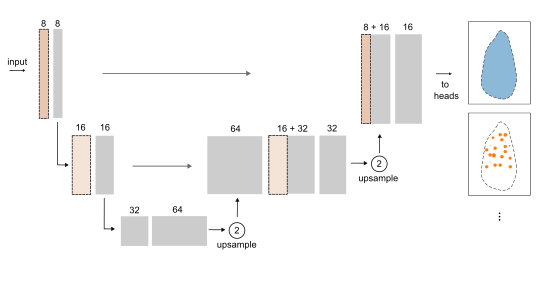 8 8
8 + 16 16
input
to
heads
16 16
64
16 + 32 32
2
upsample
32 64
2
upsample